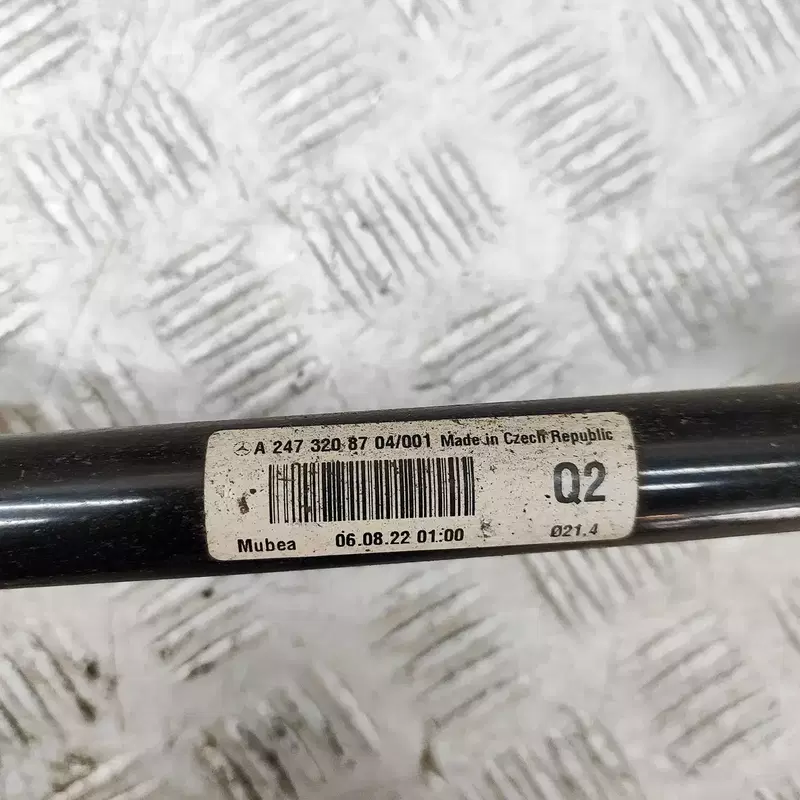 A 247 320 87 04/001 Made in Czech Republic
Q2
Mubea 06.08.22 01:00 Ø21.4